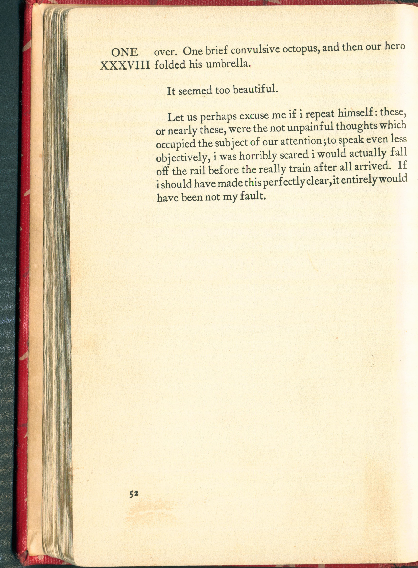 ONE over. One brief convulsive octopus, and then our hero
XXXVIII folded his umbrella.
It seemed too beautiful.
Let us perhaps excuse me if i repeat himself: these,
or nearly these, were the not unpainful thoughts which
occupied the subject of our attention; to speak even less
objectively, i was horribly scared i would actually fall
off the rail before the really train after all arrived. If
i should have made this perfectly clear, it entirely would
have been not my fault.
52